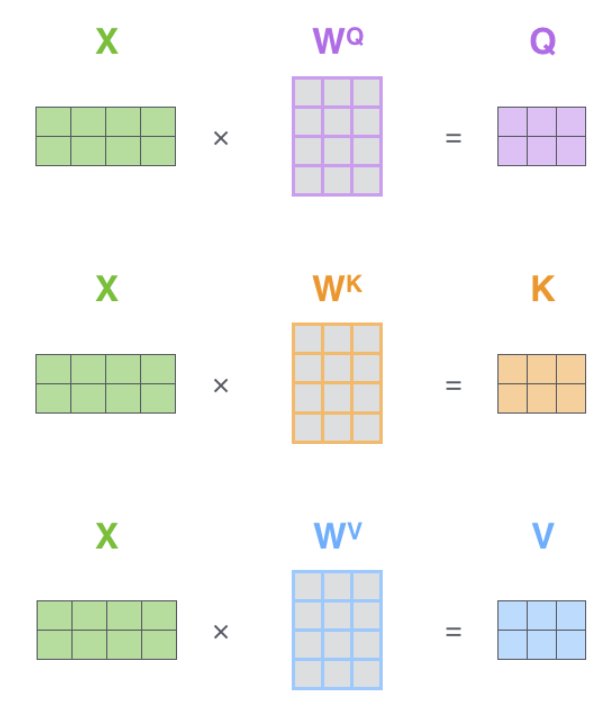 X W^Q Q
× =
X W^K K
× =
X W^V V
× =